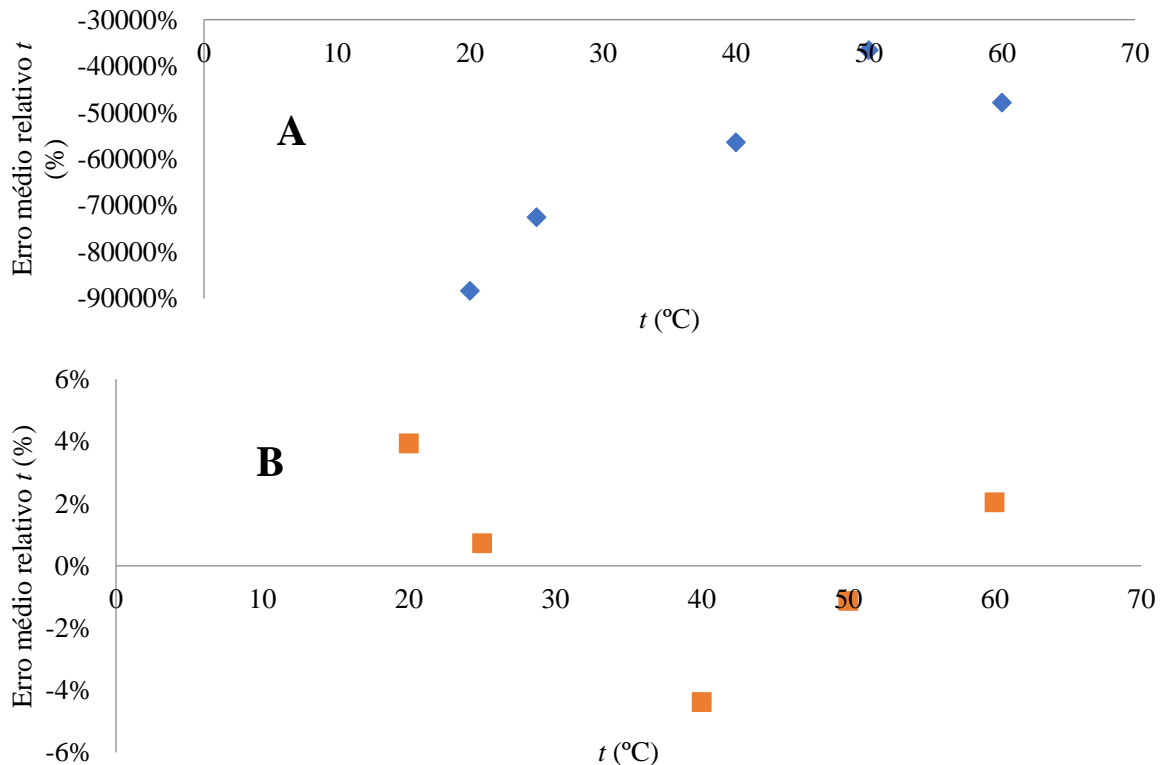 -30000%
0 10 20 30 40 50 60 70
-40000%
-50000%
-60000%
-70000%
-80000%
-90000%
Erro médio relativo t
(%)
A
t (ºC)
6%
4%
2%
0%
0 10 20 30 40 50 60 70
-2%
-4%
-6%
Erro médio relativo t (%)
B
t (ºC)